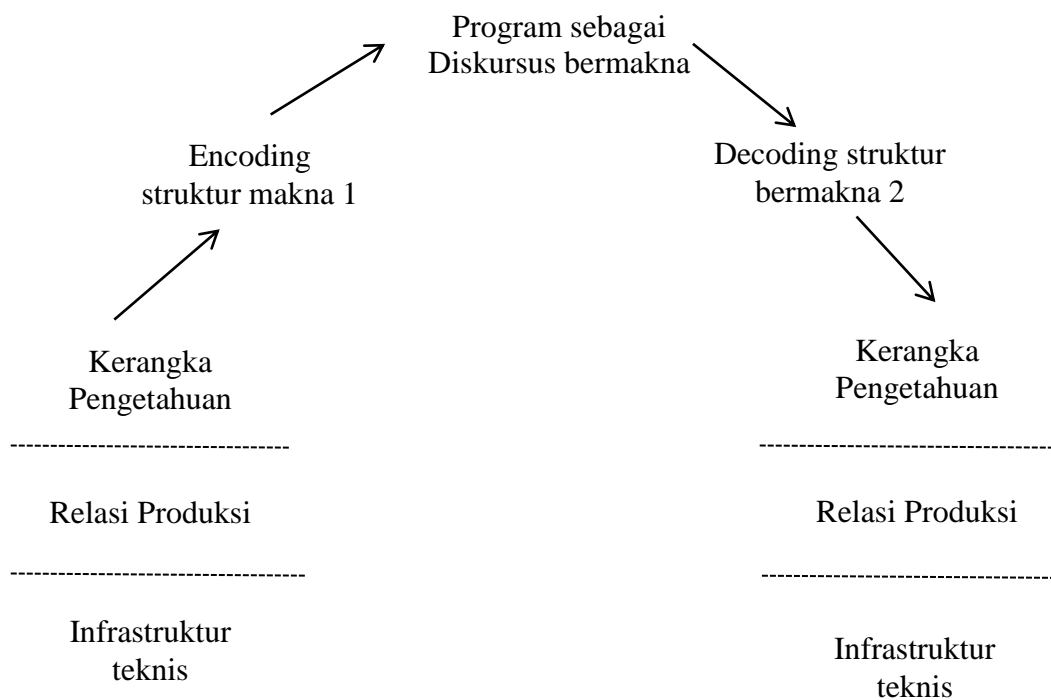 Program sebagai
Diskursus bermakna
Encoding
struktur makna 1
Decoding struktur
bermakna 2
Kerangka
Pengetahuan
Kerangka
Pengetahuan
Relasi Produksi
Relasi Produksi
Infrastruktur
teknis
Infrastruktur
teknis